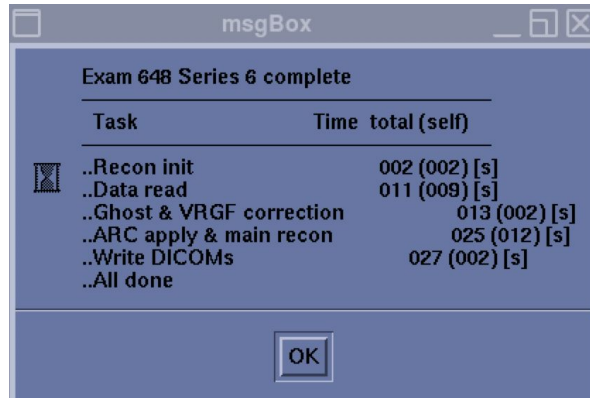 msgBox
Exam 648 Series 6 complete
Task Time total (self)
..Recon init 002 (002) [s]
..Data read 011 (009) [s]
..Ghost & VRGF correction 013 (002) [s]
..ARC apply & main recon 025 (012) [s]
..Write DICOMs 027 (002) [s]
..All done
OK